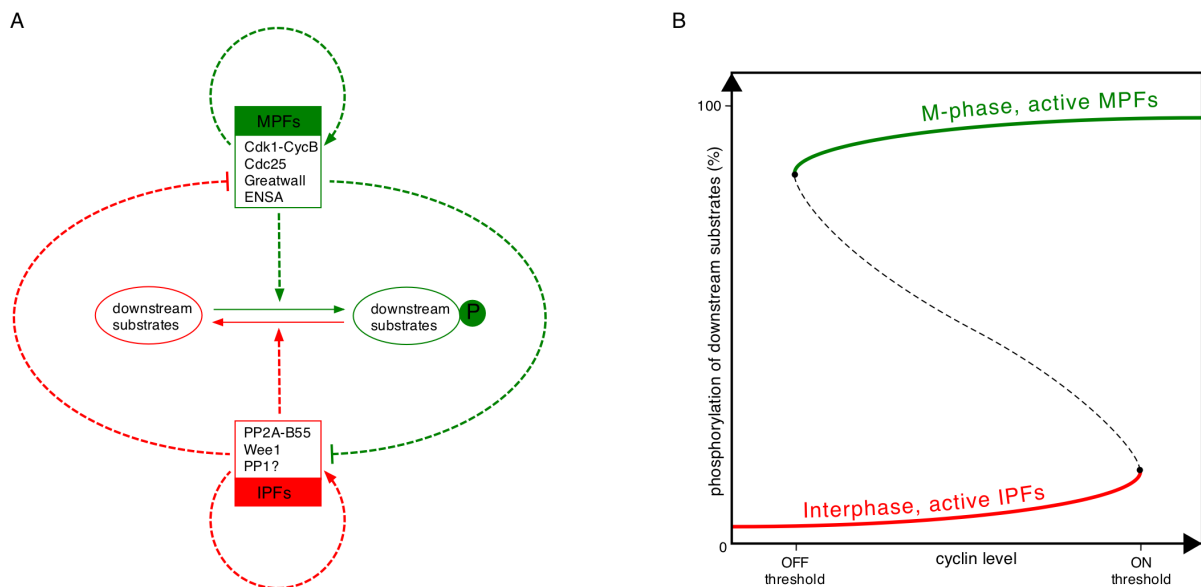 A
MPFs
Cdk1-CycB
Cdc25
Greatwall
ENSA
downstream
substrates
downstream
substrates
P
PP2A-B55
Wee1
PP1?
IPFs
B
phosphorylation of downstream substrates (%)
100
0
M-phase, active MPFs
Interphase, active IPFs
OFF
threshold
cyclin level
ON
threshold